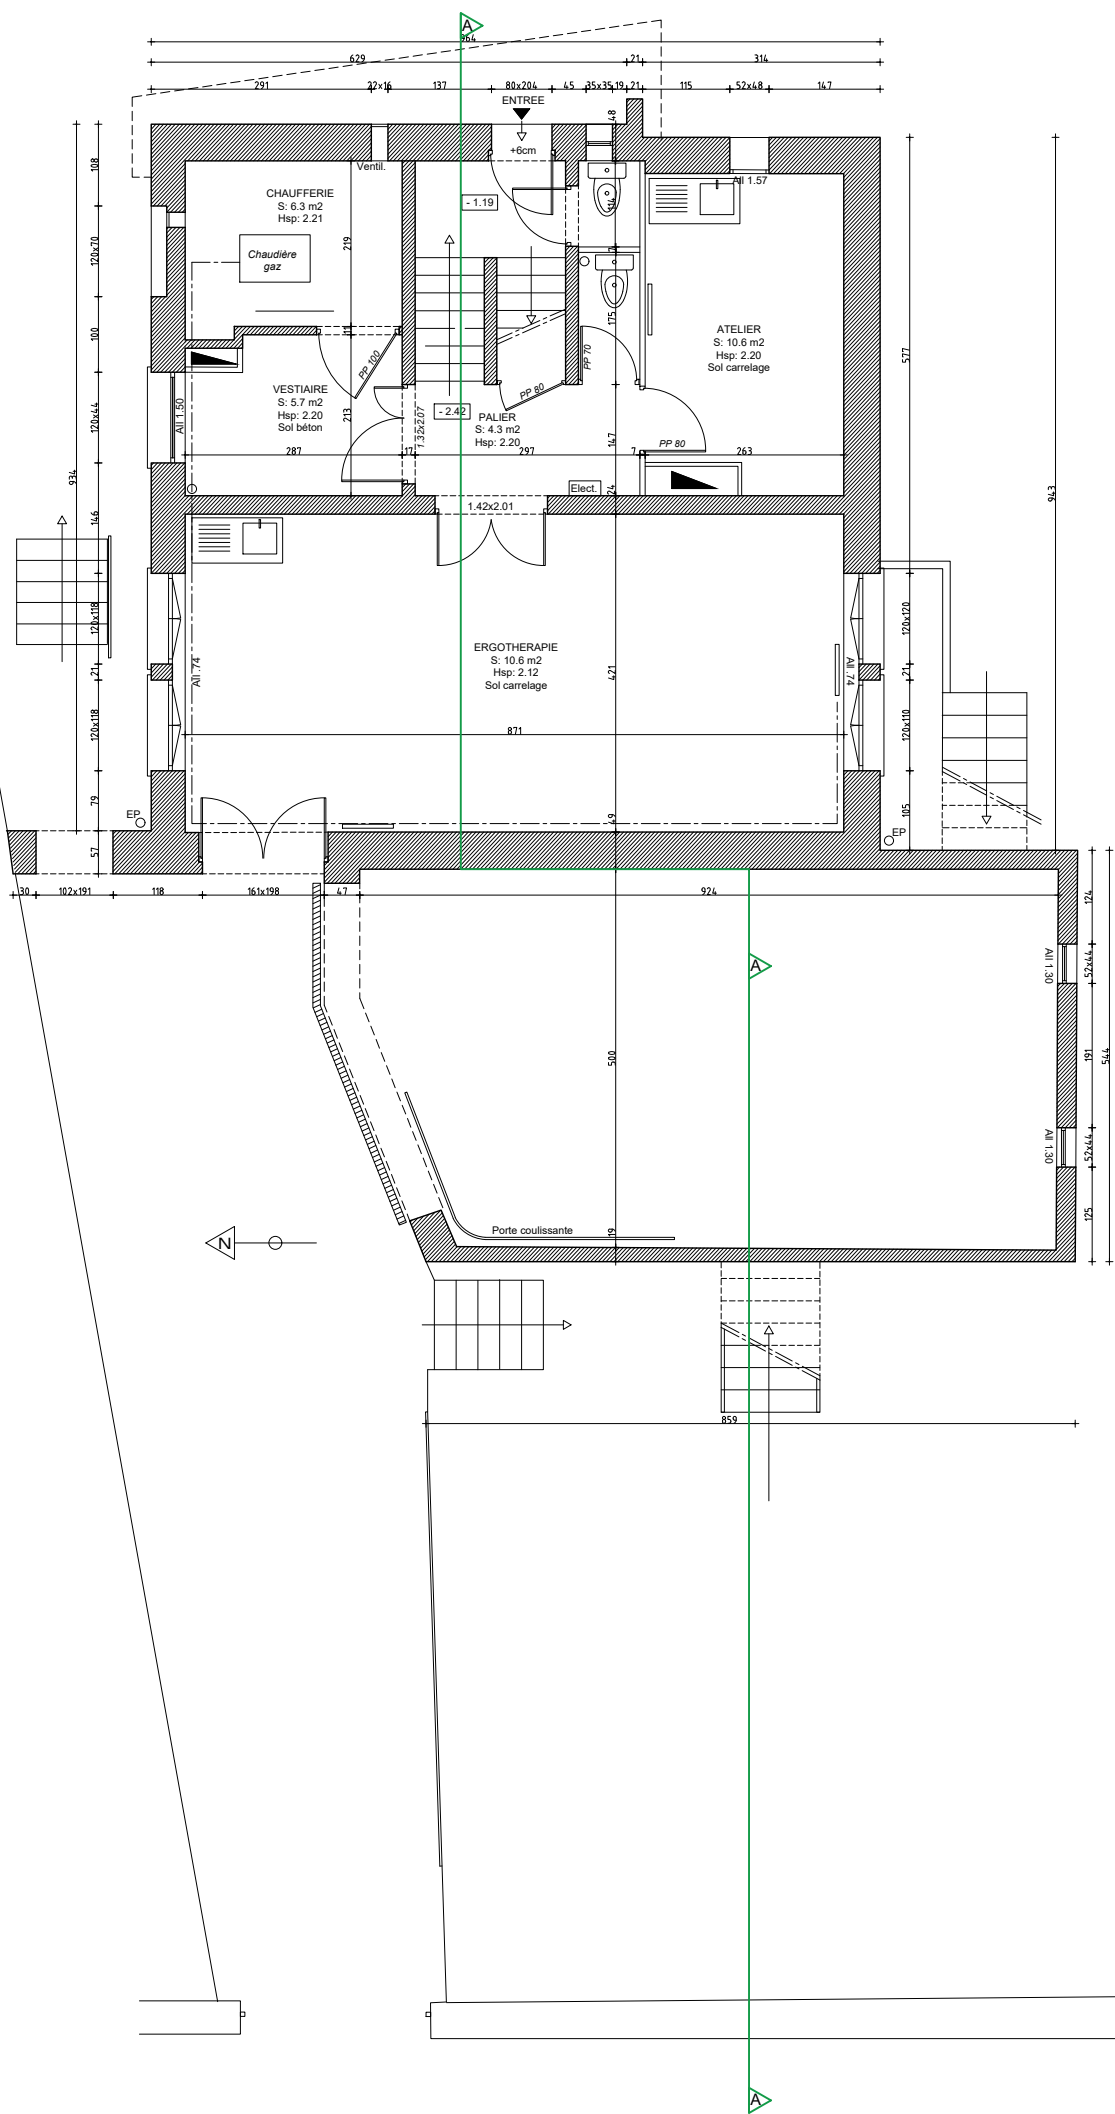 A
964
629
21
314
291
22x16
137
80x204
45
35x35
19
21
115
52x48
147
ENTREE
+6cm
48
Ventil.
All 1.57
108
CHAUFFERIE
S: 6.3 m2
Hsp: 2.21
- 1.19
114
120x70
219
7
Chaudière
gaz
100
11
175
577
ATELIER
S: 10.6 m2
Hsp: 2.20
Sol carrelage
PP 100
PP 70
PP 80
120x44
All 1.50
VESTIAIRE
S: 5.7 m2
Hsp: 2.20
Sol béton
213
1.32x2.07
- 2.42
PALIER
S: 4.3 m2
Hsp: 2.20
147
PP 80
287
17
297
7
263
934
943
Elect.
24
1.42x2.01
146
120x118
21
120x118
79
57
All .74
ERGOTHERAPIE
S: 10.6 m2
Hsp: 2.12
Sol carrelage
421
All .74
120x120
21
120x110
105
871
49
EP
EP
30
102x191
118
161x198
47
924
124
A
All 1.30
52x44
500
191
544
All 1.30
52x44
125
N
Porte coulissante
19
859
A